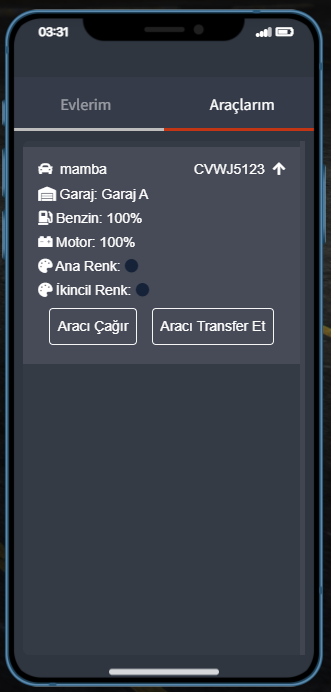 03:31
Evlerim Araçlarım
mamba CVWJ5123
Garaj: Garaj A
Benzin: 100%
Motor: 100%
Ana Renk:
İkincil Renk:
Aracı Çağır Aracı Transfer Et